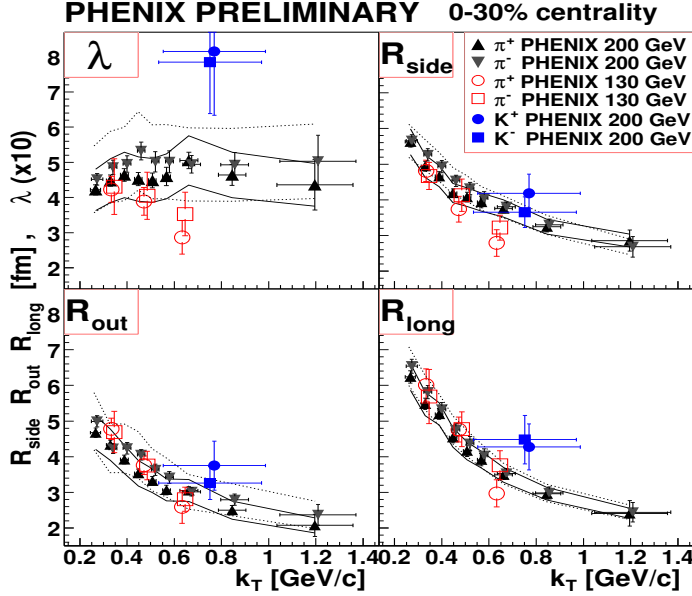 PHENIX PRELIMINARY 0-30% centrality
λ
R_side
π+ PHENIX 200 GeV
π- PHENIX 200 GeV
π+ PHENIX 130 GeV
π- PHENIX 130 GeV
K+ PHENIX 200 GeV
K- PHENIX 200 GeV
8
7
6
5
4
3
2
R_out
R_long
8
7
6
5
4
3
2
R_side R_out R_long [fm] , λ (x10)
0.2 0.4 0.6 0.8 1 1.2 1.4
0.2 0.4 0.6 0.8 1 1.2 1.4
k_T [GeV/c]
k_T [GeV/c]